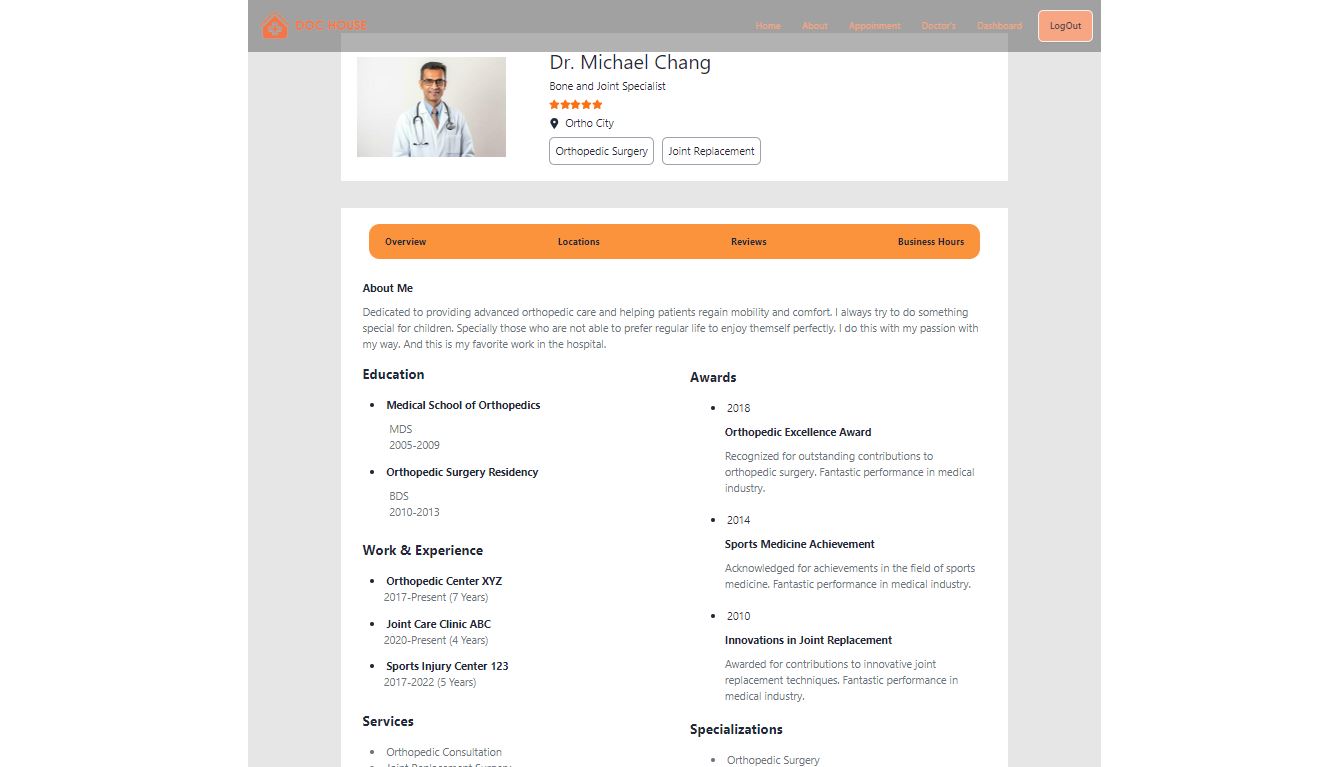 DOC HOUSE
Home About Appoinment Doctor's Dashboard LogOut
Dr. Michael Chang
Bone and Joint Specialist
Ortho City
Orthopedic Surgery Joint Replacement
Overview Locations Reviews Business Hours
About Me
Dedicated to providing advanced orthopedic care and helping patients regain mobility and comfort. I always try to do something
special for children. Specially those who are not able to prefer regular life to enjoy themself perfectly. I do this with my passion with
my way. And this is my favorite work in the hospital.
Education
Medical School of Orthopedics
MDS
2005-2009
Orthopedic Surgery Residency
BDS
2010-2013
Work & Experience
Orthopedic Center XYZ
2017-Present (7 Years)
Joint Care Clinic ABC
2020-Present (4 Years)
Sports Injury Center 123
2017-2022 (5 Years)
Services
Orthopedic Consultation
Joint Replacement Surgery
Awards
2018
Orthopedic Excellence Award
Recognized for outstanding contributions to
orthopedic surgery. Fantastic performance in medical
industry.
2014
Sports Medicine Achievement
Acknowledged for achievements in the field of sports
medicine. Fantastic performance in medical industry.
2010
Innovations in Joint Replacement
Awarded for contributions to innovative joint
replacement techniques. Fantastic performance in
medical industry.
Specializations
Orthopedic Surgery